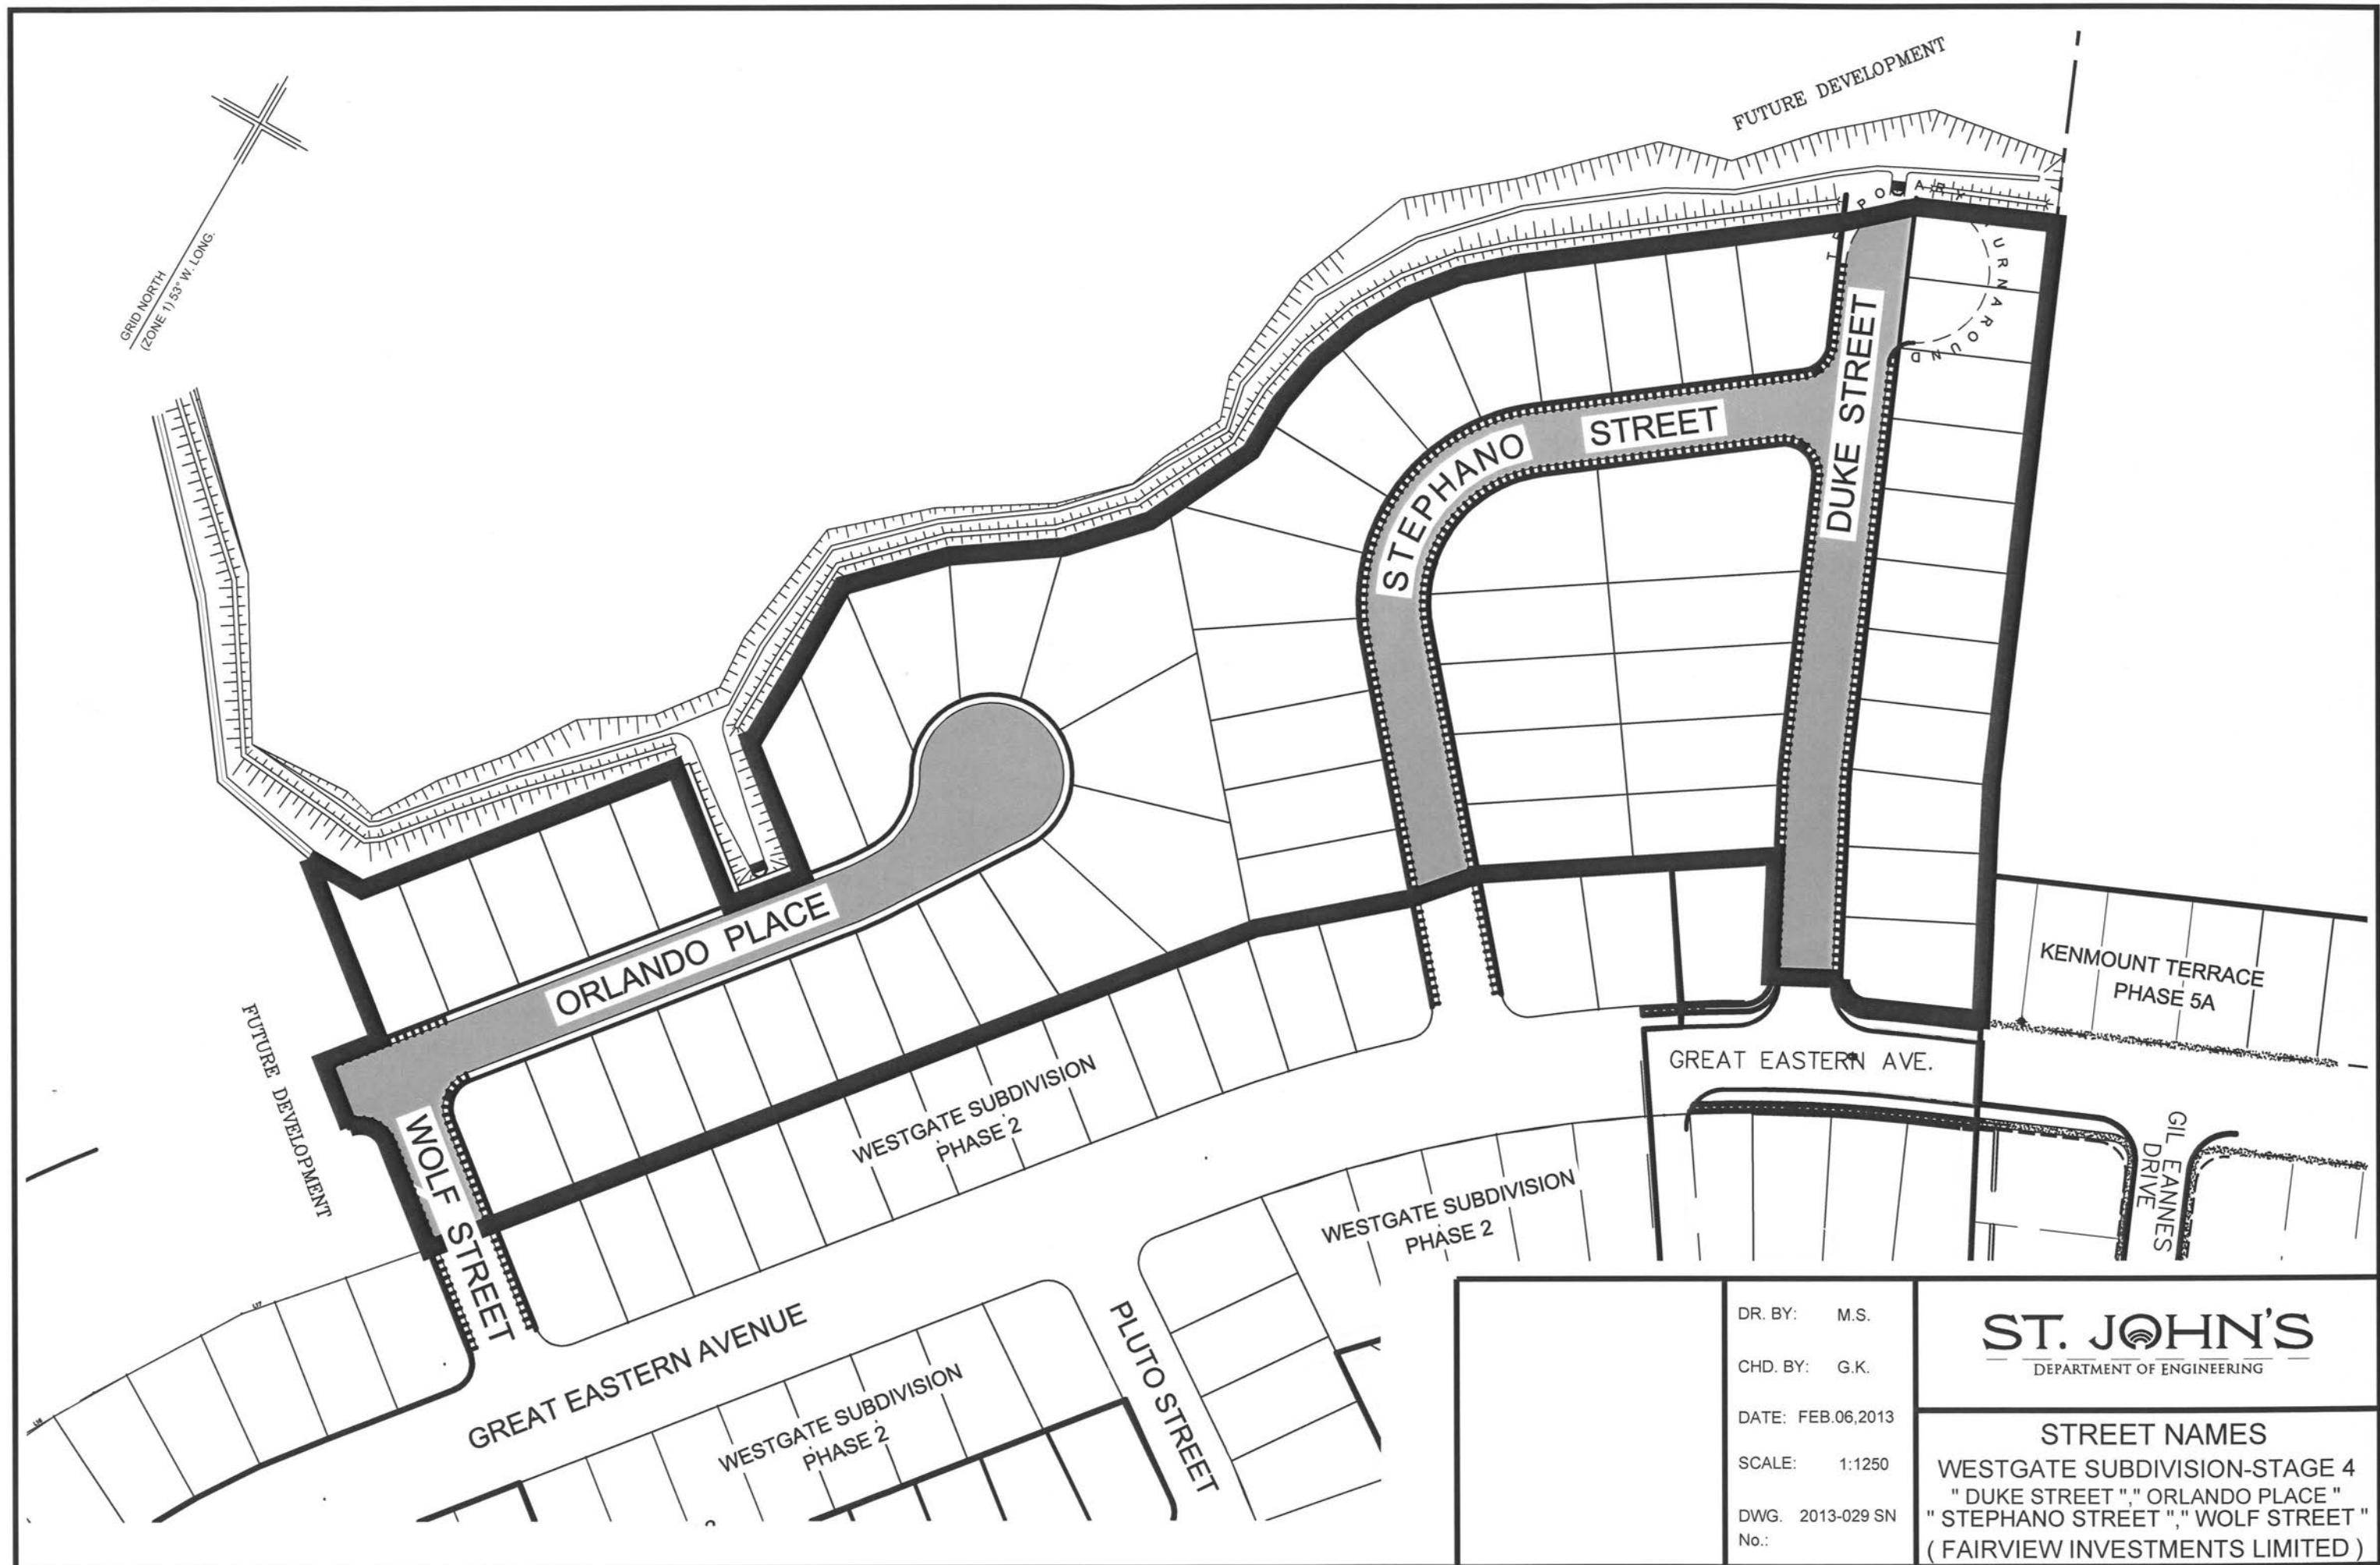 FUTURE DEVELOPMENT
GRID NORTH
(ZONE 1) 53° W. LONG.
TURNAROUND
STEPHANO STREET
DUKE STREET
ORLANDO PLACE
KENMOUNT TERRACE
PHASE 5A
FUTURE DEVELOPMENT
GREAT EASTERN AVE.
WOLF STREET
WESTGATE SUBDIVISION
PHASE 2
GIL EANNES
DRIVE
WESTGATE SUBDIVISION
PHASE 2
GREAT EASTERN AVENUE
PLUTO STREET
WESTGATE SUBDIVISION
PHASE 2
DR. BY: M.S.
CHD. BY: G.K.
DATE: FEB.06,2013
SCALE: 1:1250
DWG. 2013-029 SN
No.:
ST. JOHN'S
DEPARTMENT OF ENGINEERING
STREET NAMES
WESTGATE SUBDIVISION-STAGE 4
" DUKE STREET "," ORLANDO PLACE "
" STEPHANO STREET "," WOLF STREET "
( FAIRVIEW INVESTMENTS LIMITED )